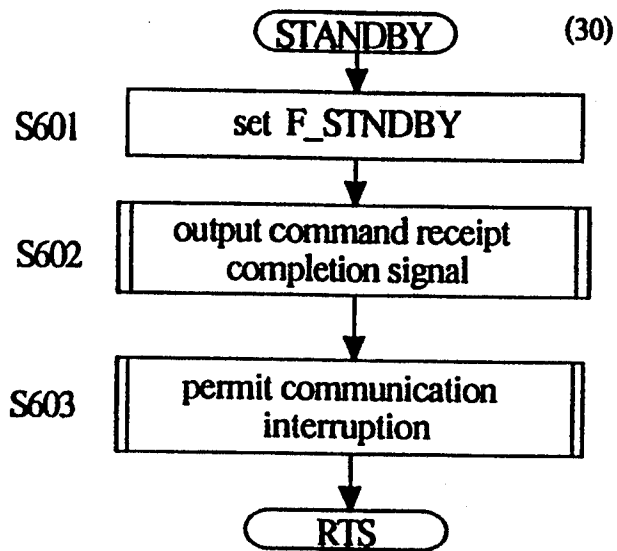 STANDBY
(30)
S601
set F_STNDBY
S602
output command receipt
completion signal
S603
permit communication
interruption
RTS